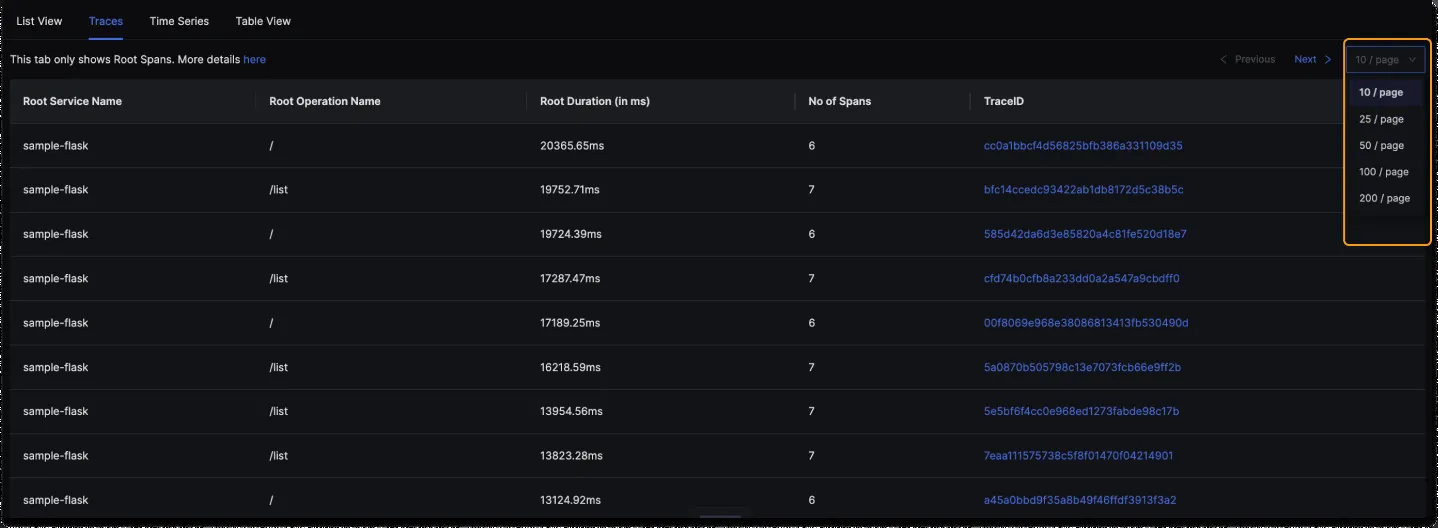 List View Traces Time Series Table View
This tab only shows Root Spans. More details here Previous Next 10 / page
Root Service Name Root Operation Name Root Duration (in ms) No of Spans TraceID
10 / page
25 / page
50 / page
100 / page
200 / page
sample-flask / 20365.65ms 6 cc0a1bbcf4d56825bfb386a331109d35
sample-flask /list 19752.71ms 7 bfc14ccedc93422ab1db8172d5c38b5c
sample-flask / 19724.39ms 6 585d42da6d3e85820a4c81fe520d18e7
sample-flask /list 17287.47ms 7 cfd74b0cfb8a233dd0a2a547a9cbdff0
sample-flask / 17189.25ms 6 00f8069e968e38086813413fb530490d
sample-flask /list 16218.59ms 7 5a0870b505798c13e7073fcb66e9ff2b
sample-flask /list 13954.56ms 7 5e5bf6f4cc0e968ed1273fabde98c17b
sample-flask /list 13823.28ms 7 7eaa111575738c5f8f01470f04214901
sample-flask / 13124.92ms 6 a45a0bbd9f35a8b49f46ffdf3913f3a2